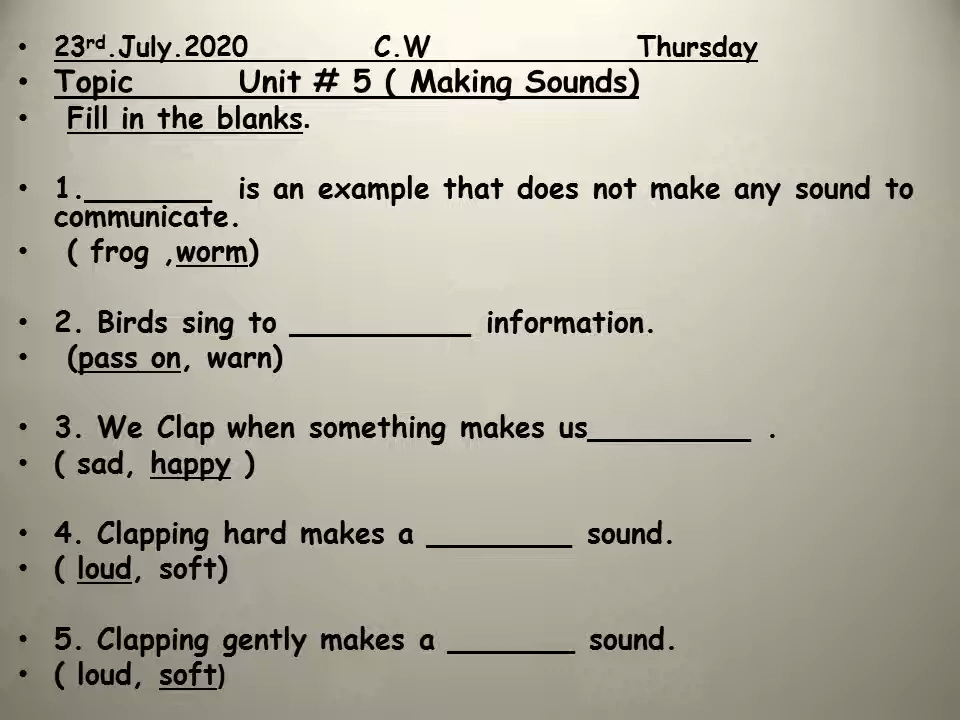 • 23rd.July.2020 C.W Thursday
• Topic Unit # 5 ( Making Sounds)
• Fill in the blanks.
• 1._______ is an example that does not make any sound to
communicate.
• ( frog ,worm)
• 2. Birds sing to __________ information.
• (pass on, warn)
• 3. We Clap when something makes us_________ .
• ( sad, happy )
• 4. Clapping hard makes a ________ sound.
• ( loud, soft)
• 5. Clapping gently makes a _______ sound.
• ( loud, soft)